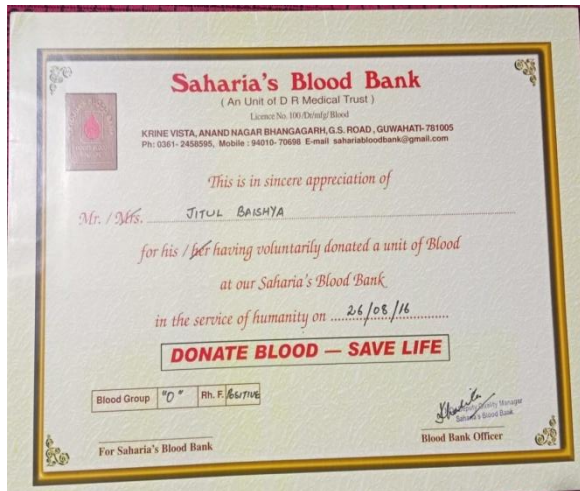 Saharia's Blood Bank
( An Unit of D R Medical Trust )
Licence No. 100/Dr/mfg/Blood
KRINE VISTA, ANAND NAGAR BHANGAGARH, G.S. ROAD, GUWAHATI- 781005
Ph: 0361- 2458595, Mobile : 94010- 70698 E-mail sahariabloodbank@gmail.com
This is in sincere appreciation of
Mr. / Mrs. JITUL BAISHYA
for his / her having voluntarily donated a unit of Blood
at our Saharia's Blood Bank
in the service of humanity on 26/08/16
DONATE BLOOD — SAVE LIFE
Blood Group "O" Rh. F. POSITIVE
Quality Manager
Saharia's Blood Bank
For Saharia's Blood Bank
Blood Bank Officer